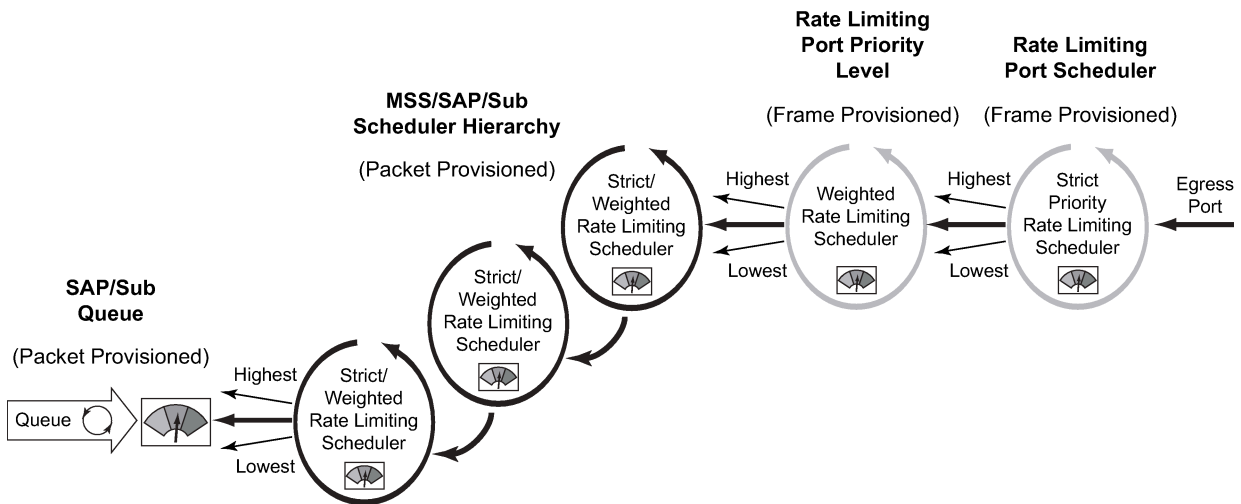 Rate Limiting
Port Priority
Level
(Frame Provisioned)
Rate Limiting
Port Scheduler
(Frame Provisioned)
MSS/SAP/Sub
Scheduler Hierarchy
(Packet Provisioned)
Strict/
Weighted
Rate Limiting
Scheduler
Highest
Lowest
Weighted
Rate Limiting
Scheduler
Highest
Lowest
Strict
Priority
Rate Limiting
Scheduler
Egress
Port
Strict/
Weighted
Rate Limiting
Scheduler
SAP/Sub
Queue
(Packet Provisioned)
Queue
Highest
Lowest
Strict/
Weighted
Rate Limiting
Scheduler